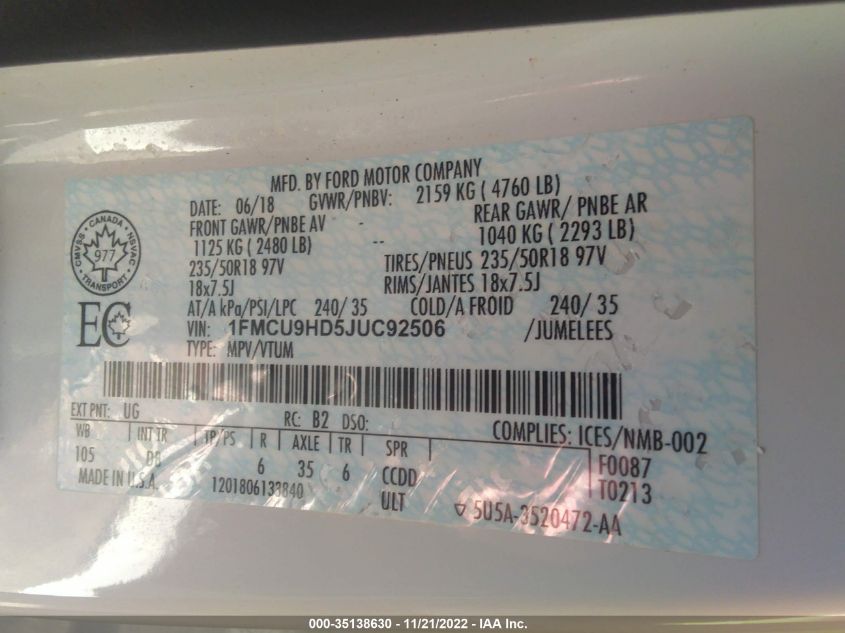 MFD. BY FORD MOTOR COMPANY
DATE: 06/18 GVWR/PNBV: 2159 KG ( 4760 LB)
FRONT GAWR/PNBE AV REAR GAWR/ PNBE AR
1125 KG ( 2480 LB) -- 1040 KG ( 2293 LB)
235/50R18 97V TIRES/PNEUS 235/50R18 97V
18x7.5J RIMS/JANTES 18x7.5J
AT/A kPa/PSI/LPC 240/ 35 COLD/A FROID 240/ 35
VIN: 1FMCU9HD5JUC92506 /JUMELEES
TYPE: MPV/VTUM
CANADA
CMVSS NSVAC
977
TRANSPORT
EC
EXT PNT: UG RC: B2 DSO: COMPLIES: ICES/NMB-002
WB INT TR TP/PS R AXLE TR SPR F0087
105 DB 6 35 6 CCDD T0213
MADE IN U.S.A. 1201806133840 ULT
5U5A-3520472-AA
000-35138630 - 11/21/2022 - IAA Inc.